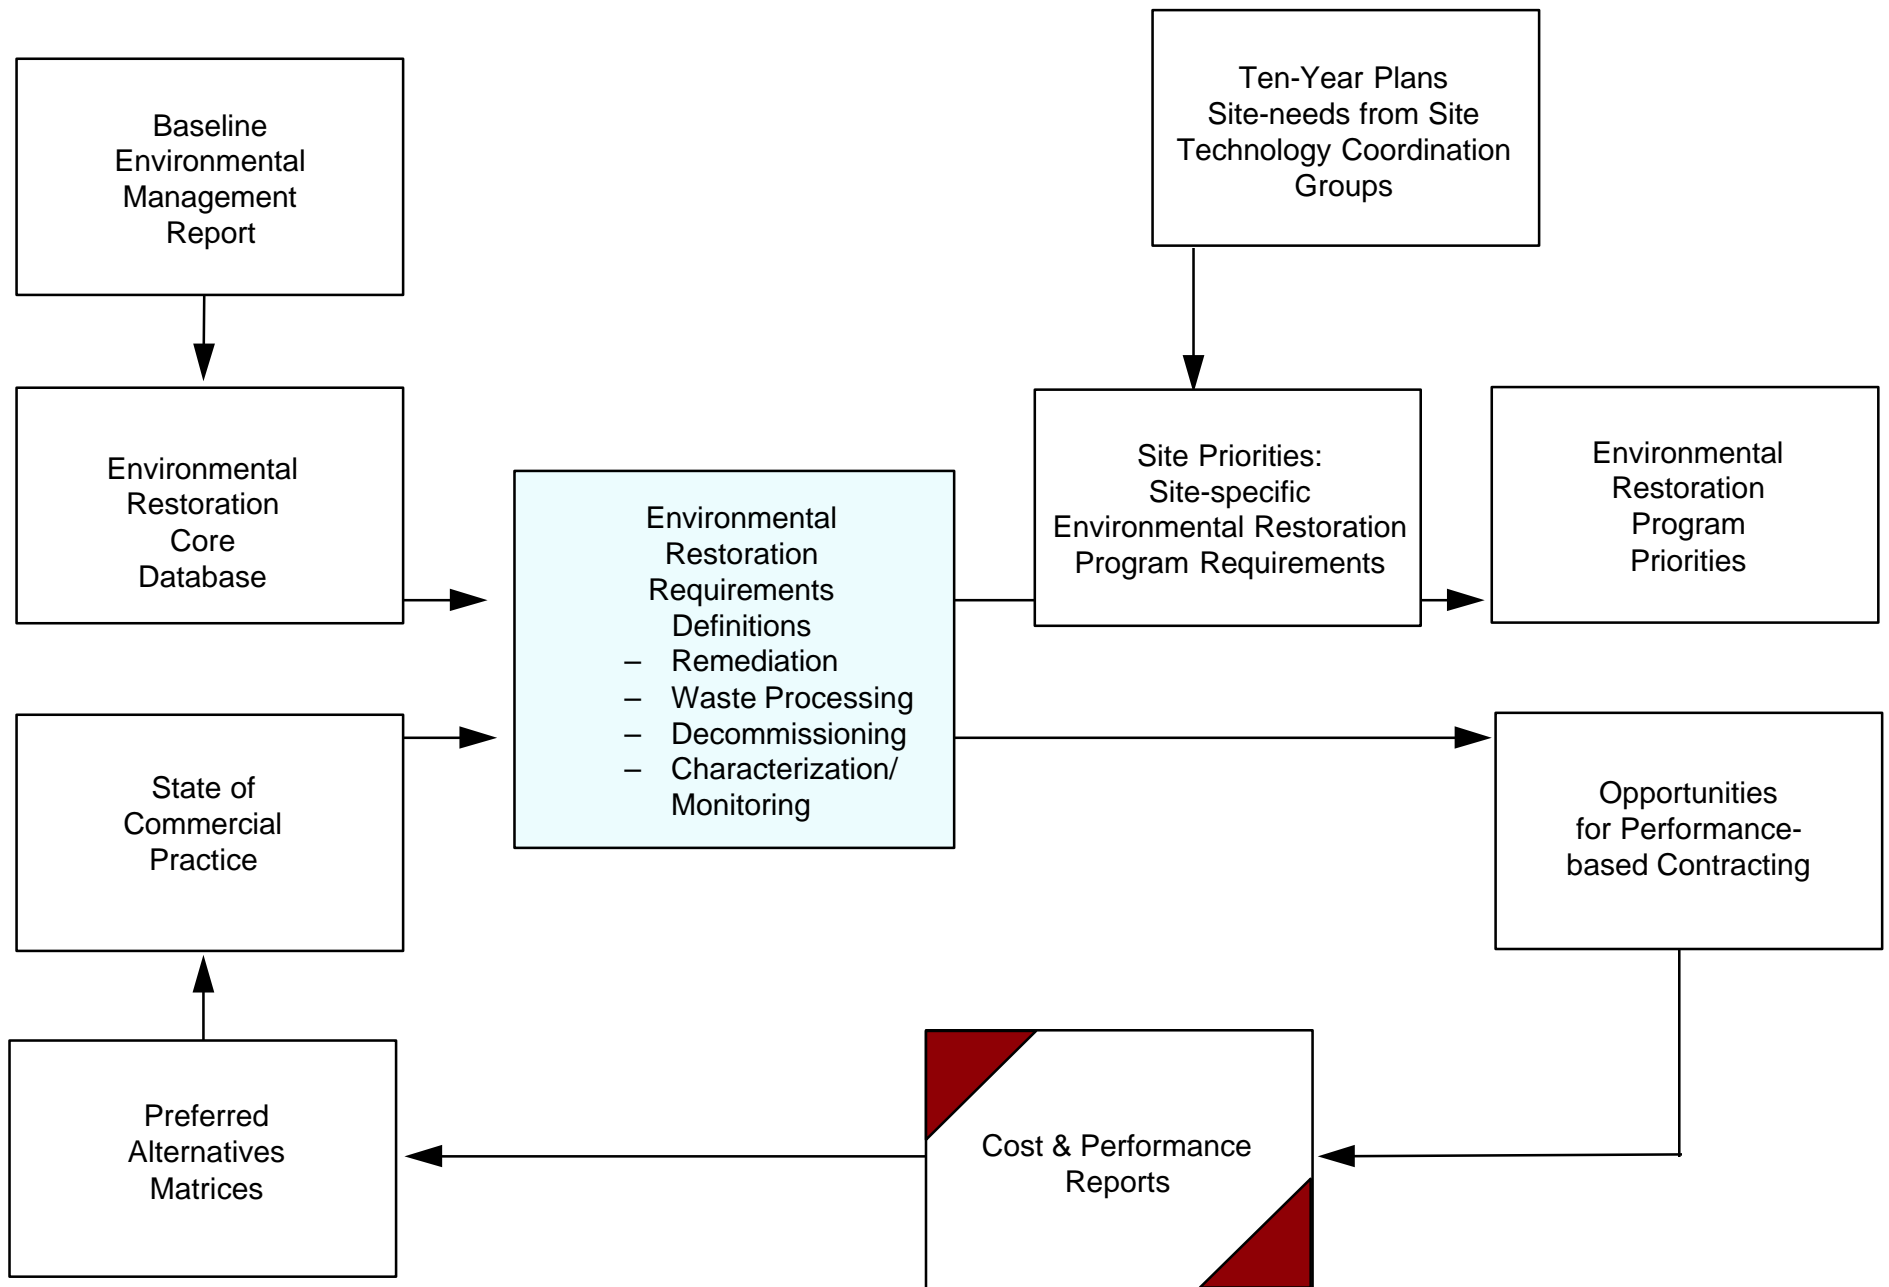 Baseline
Environmental
Management
Report
Ten-Year Plans
Site-needs from Site
Technology Coordination
Groups
Environmental
Restoration
Core
Database
Environmental
Restoration
Requirements
Definitions
– Remediation
– Waste Processing
– Decommissioning
– Characterization/
Monitoring
Site Priorities:
Site-specific
Environmental Restoration
Program Requirements
Environmental
Restoration
Program
Priorities
State of
Commercial
Practice
Opportunities
for Performance-
based Contracting
Preferred
Alternatives
Matrices
Cost & Performance
Reports